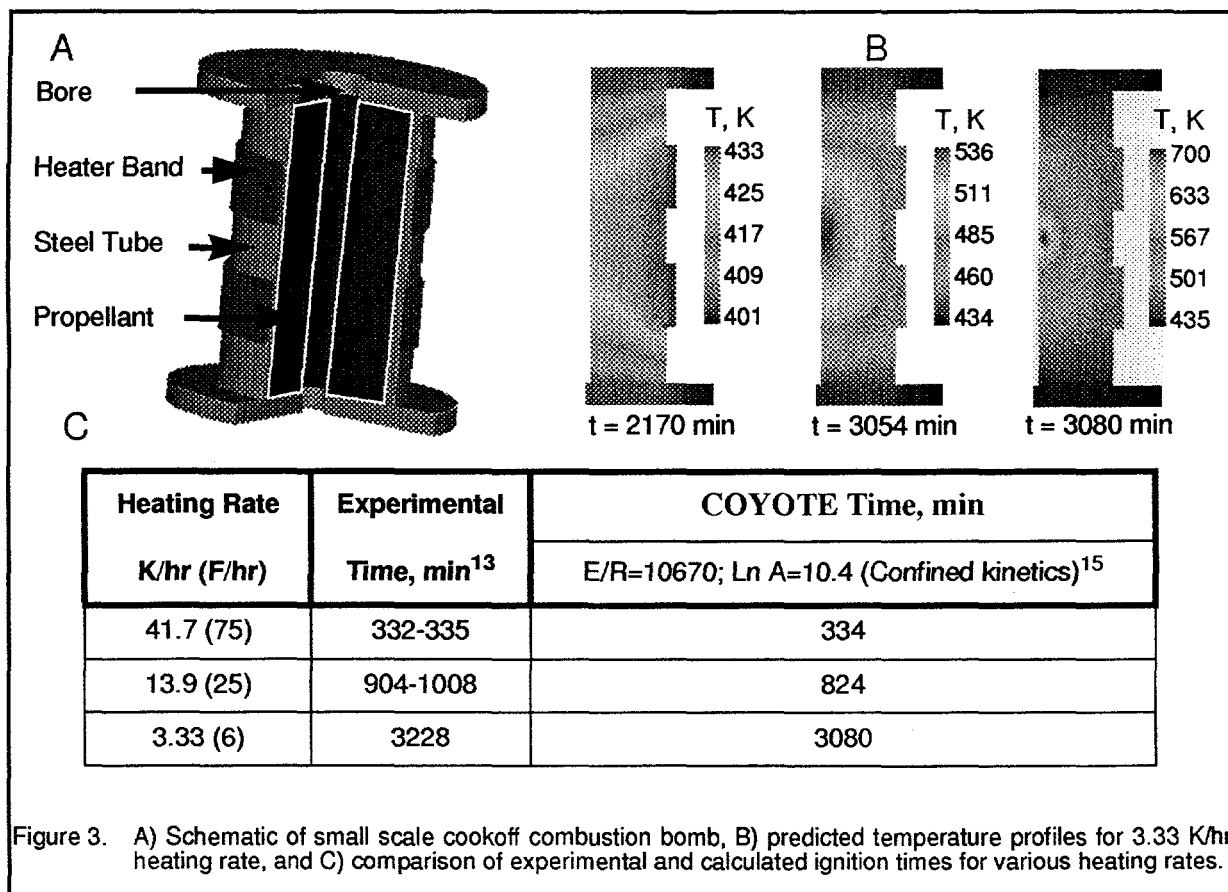 A
Bore
Heater Band
Steel Tube
Propellant
B
T, K
433
425
417
409
401
t = 2170 min
T, K
536
511
485
460
434
t = 3054 min
T, K
700
633
567
501
435
t = 3080 min
C
Heating Rate
K/hr (F/hr)
Experimental
Time, min¹³
COYOTE Time, min
E/R=10670; Ln A=10.4 (Confined kinetics)¹⁵
41.7 (75) 332-335 334
13.9 (25) 904-1008 824
3.33 (6) 3228 3080
Figure 3. A) Schematic of small scale cookoff combustion bomb, B) predicted temperature profiles for 3.33 K/hr
heating rate, and C) comparison of experimental and calculated ignition times for various heating rates.